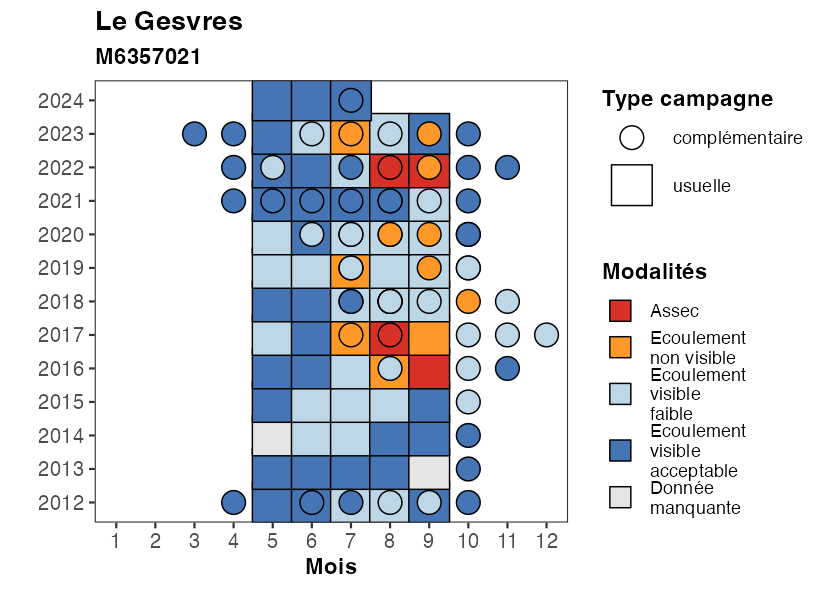 Le Gesvres
M6357021
2024
2023
2022
2021
2020
2019
2018
2017
2016
2015
2014
2013
2012
1 2 3 4 5 6 7 8 9 10 11 12
Mois
Type campagne
complémentaire
usuelle
Modalités
Assec
Ecoulement
non visible
Ecoulement
visible
faible
Ecoulement
visible
acceptable
Donnée
manquante